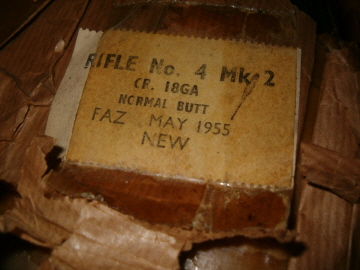 RIFLE No. 4 Mk 2
CR. 18GA
NORMAL BUTT
FAZ MAY 1955
NEW